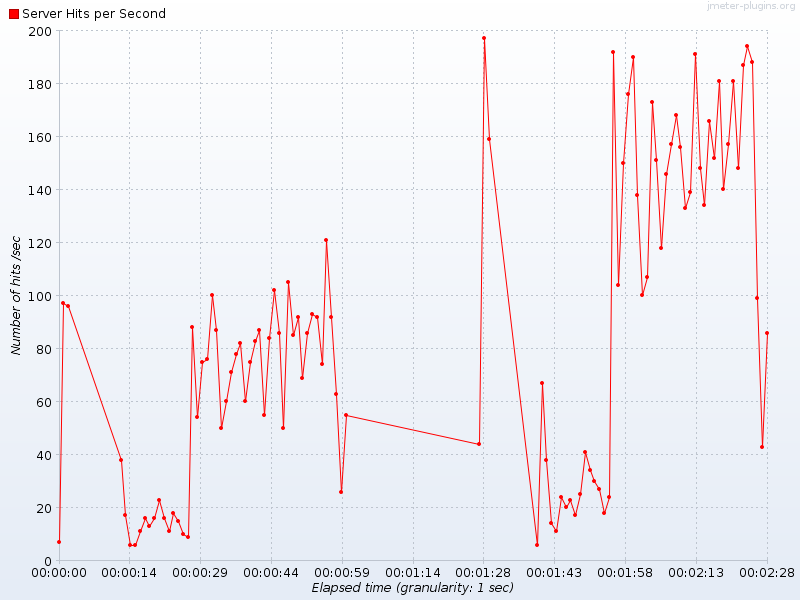 jmeter-plugins.org
Server Hits per Second
200
180
160
140
120
100
80
60
40
20
0
Number of hits /sec
00:00:00 00:00:14 00:00:29 00:00:44 00:00:59 00:01:14 00:01:28 00:01:43 00:01:58 00:02:13 00:02:28
Elapsed time (granularity: 1 sec)